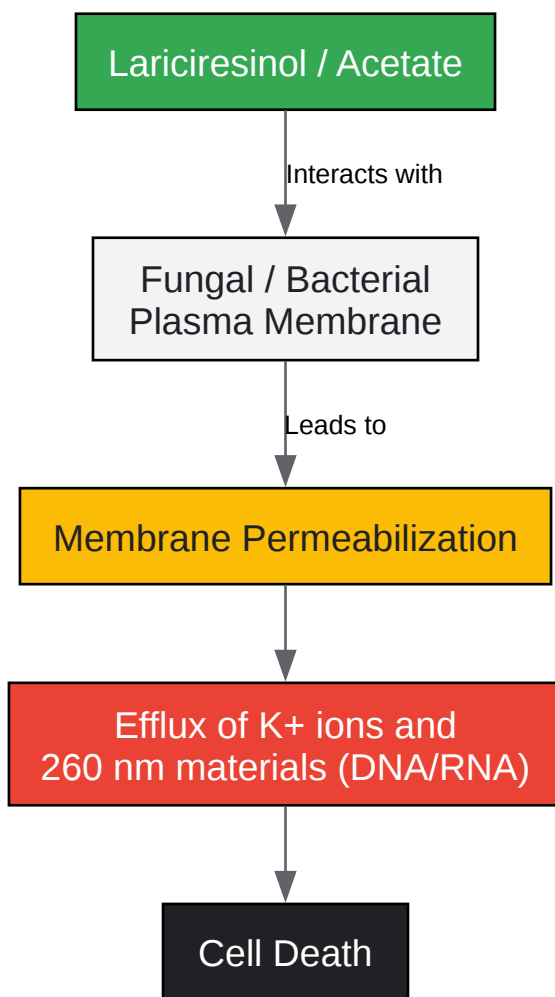 Lariciresinol / Acetate
Interacts with
Fungal / Bacterial
Plasma Membrane
Leads to
Membrane Permeabilization
Efflux of K+ ions and
260 nm materials (DNA/RNA)
Cell Death